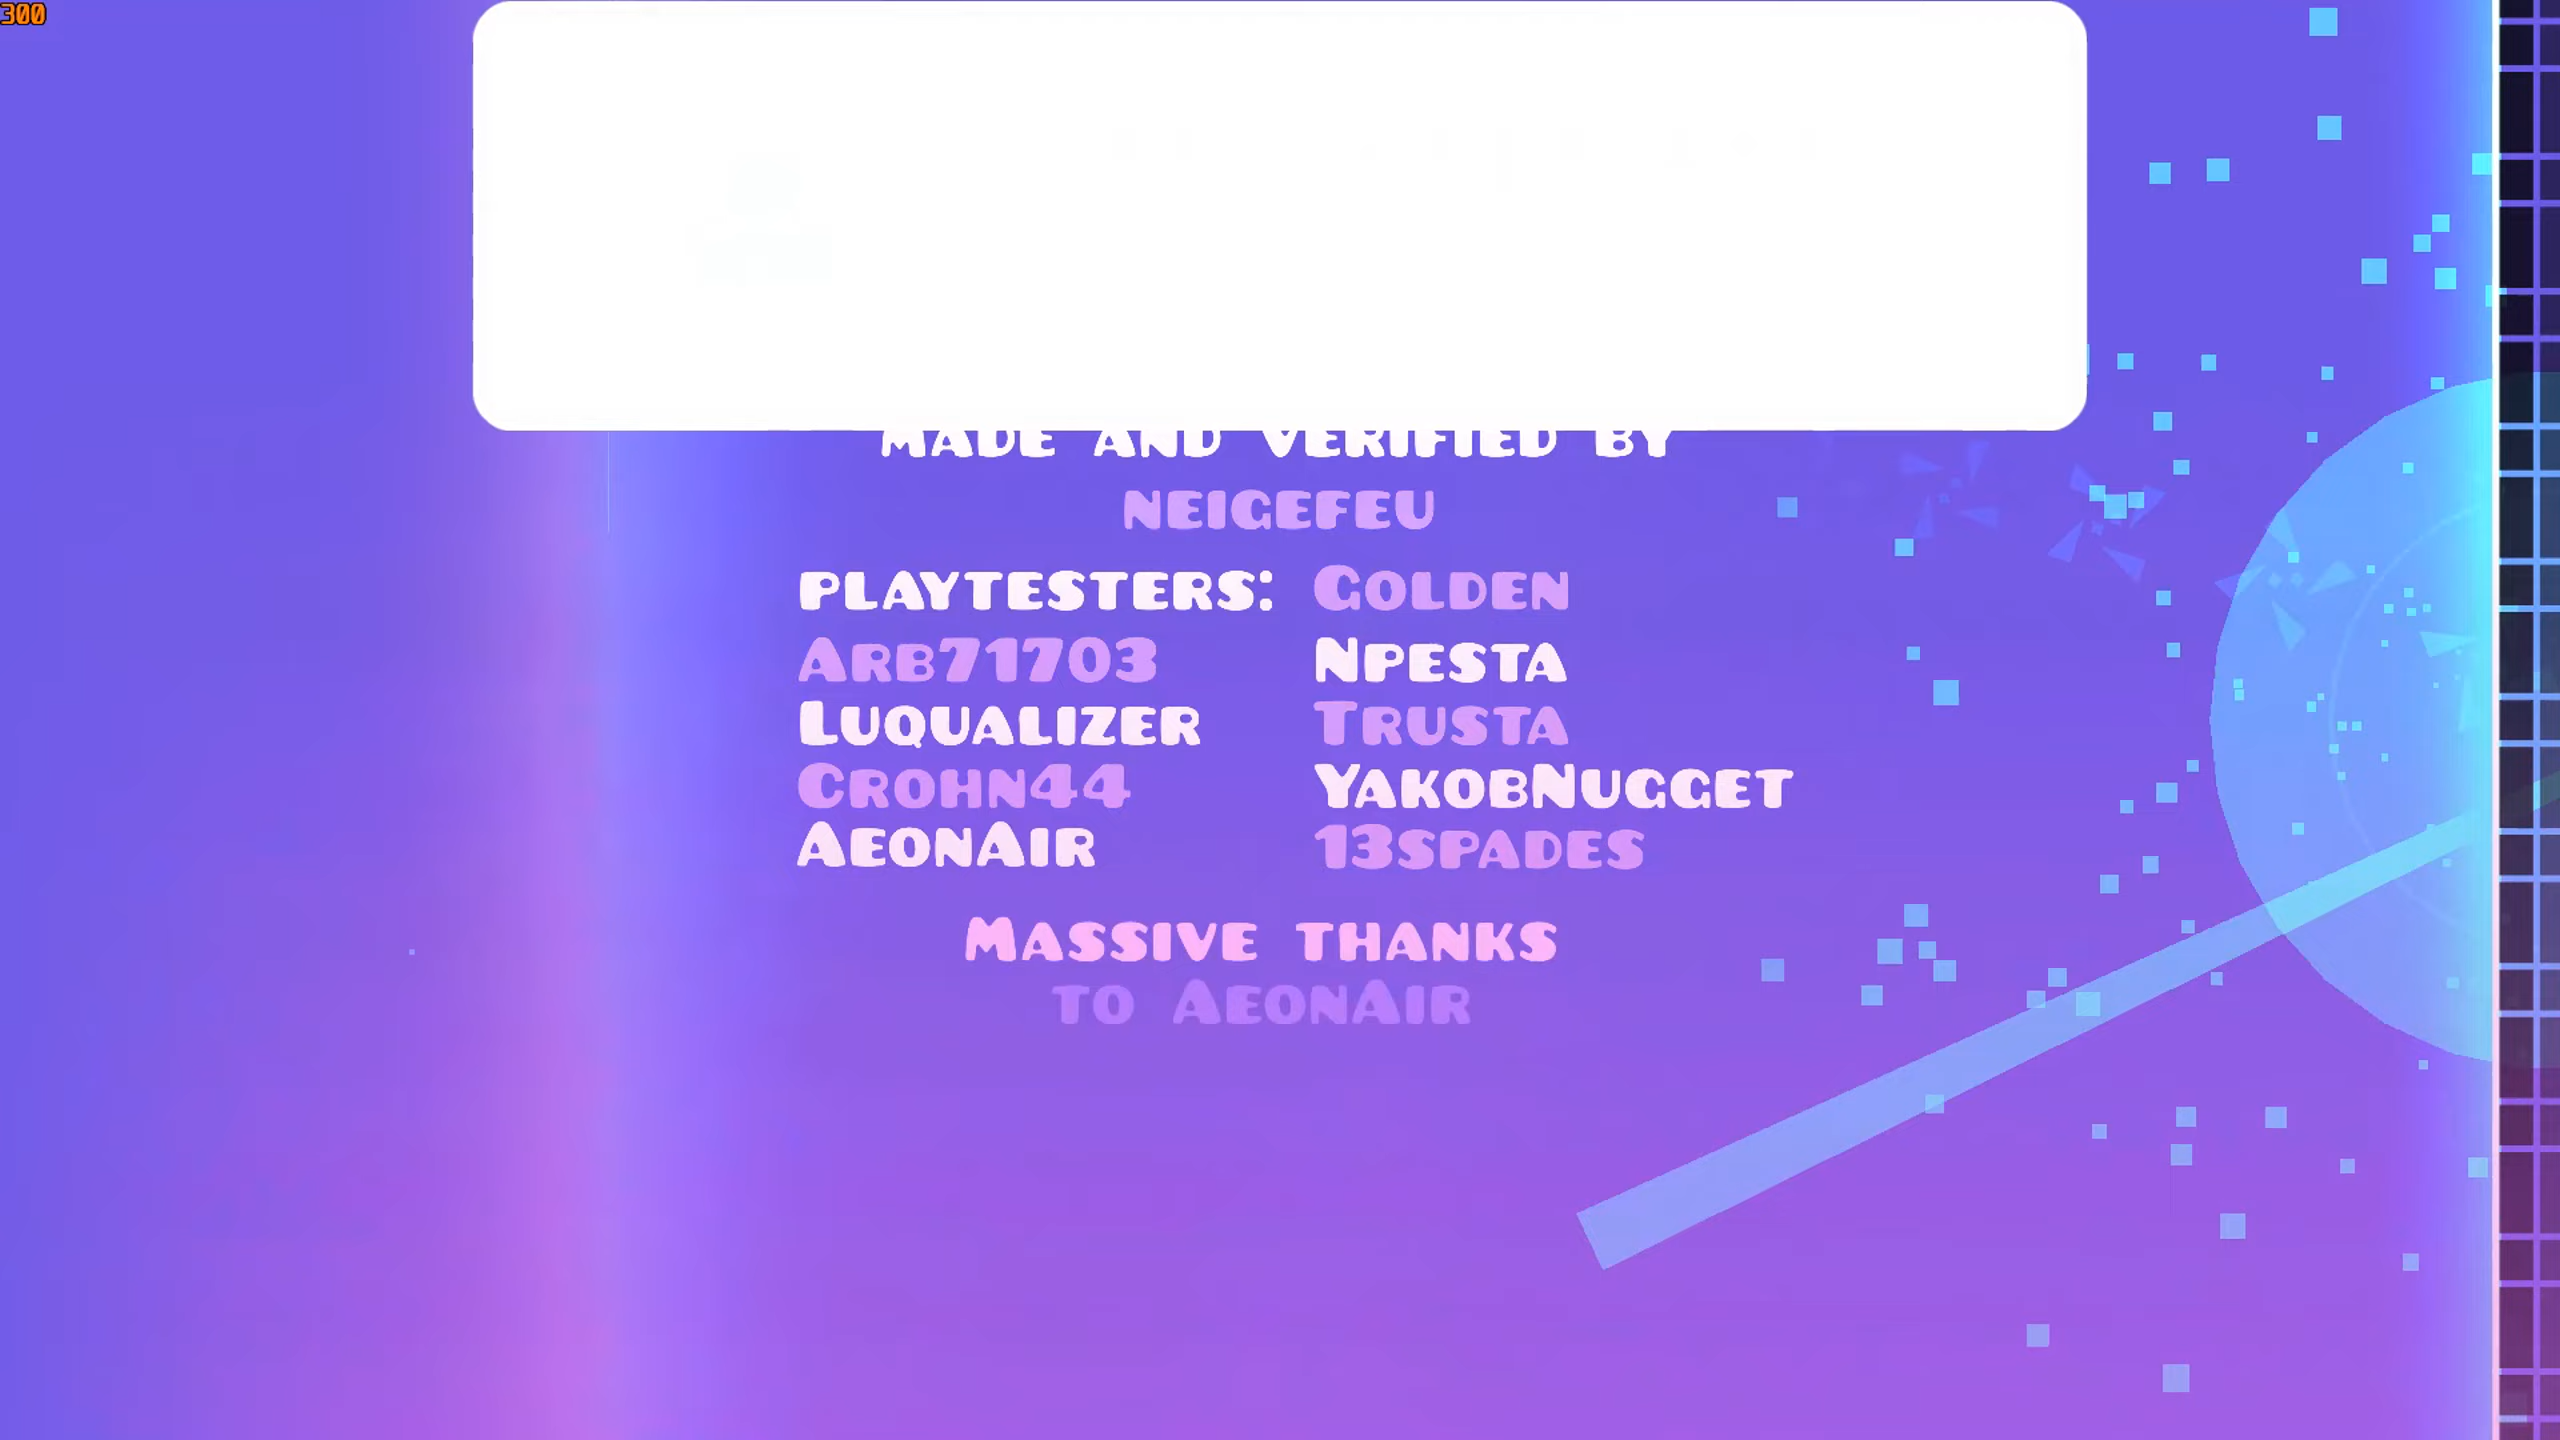 300
MADE AND VERIFIED BY
NEIGEFEU
PLAYTESTERS: GOLDEN
ARB71703 NPESTA
LUQUALIZER TRUSTA
CROHN44 YAKOBNUGGET
AEONAIR 13SPADES
MASSIVE THANKS
TO AEONAIR